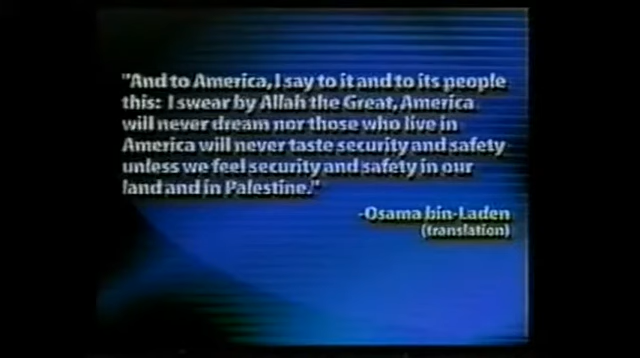 "And to America, I say to it and to its people
this: I swear by Allah the Great, America
will never dream nor those who live in
America will never taste security and safety
unless we feel security and safety in our
land and in Palestine."
-Osama bin-Laden
(translation)